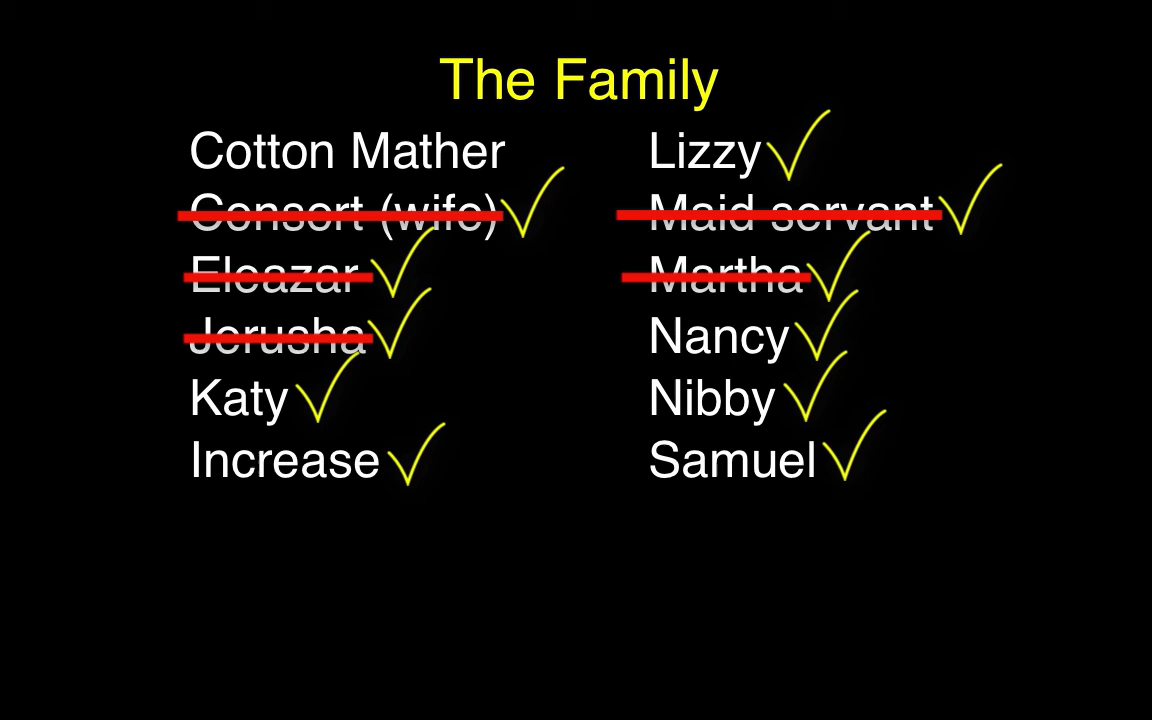 The Family
Cotton Mather
Consort (wife)
Eleazar
Jerusha
Katy
Increase
Lizzy
Maid servant
Martha
Nancy
Nibby
Samuel